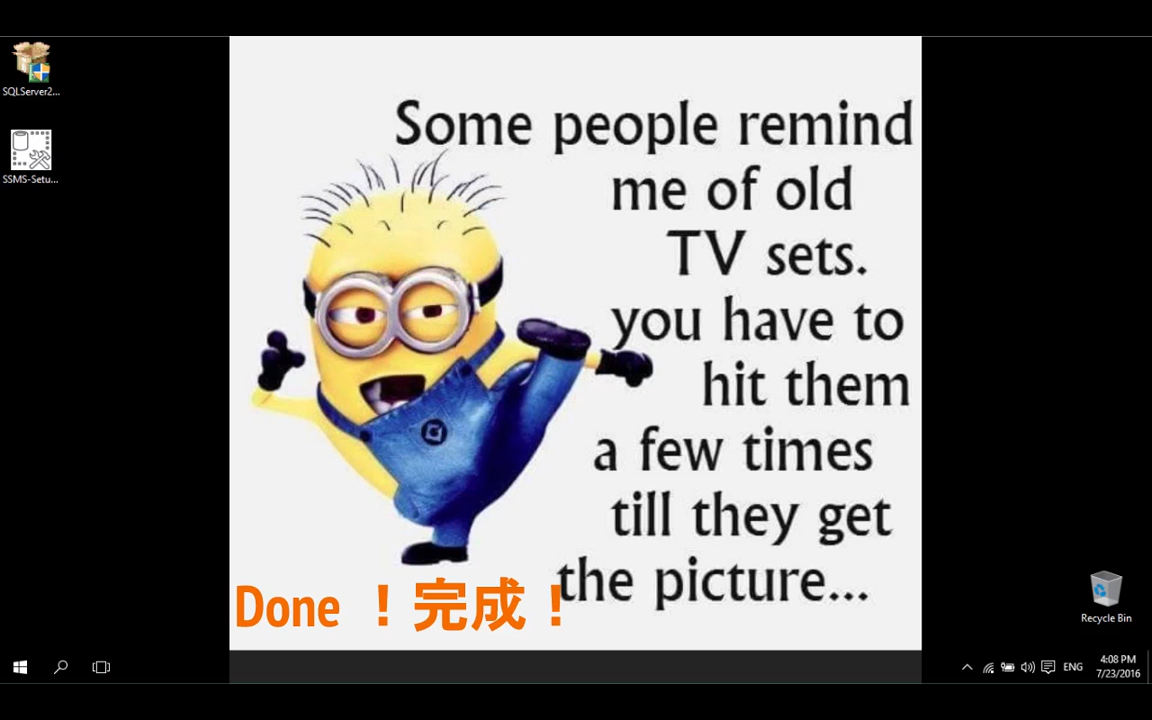 SQLServer2...
SSMS-Setu...
Some people remind
me of old
TV sets.
you have to
hit them
a few times
till they get
the picture...
Done ！完成！
Recycle Bin
ENG
4:08 PM
7/23/2016